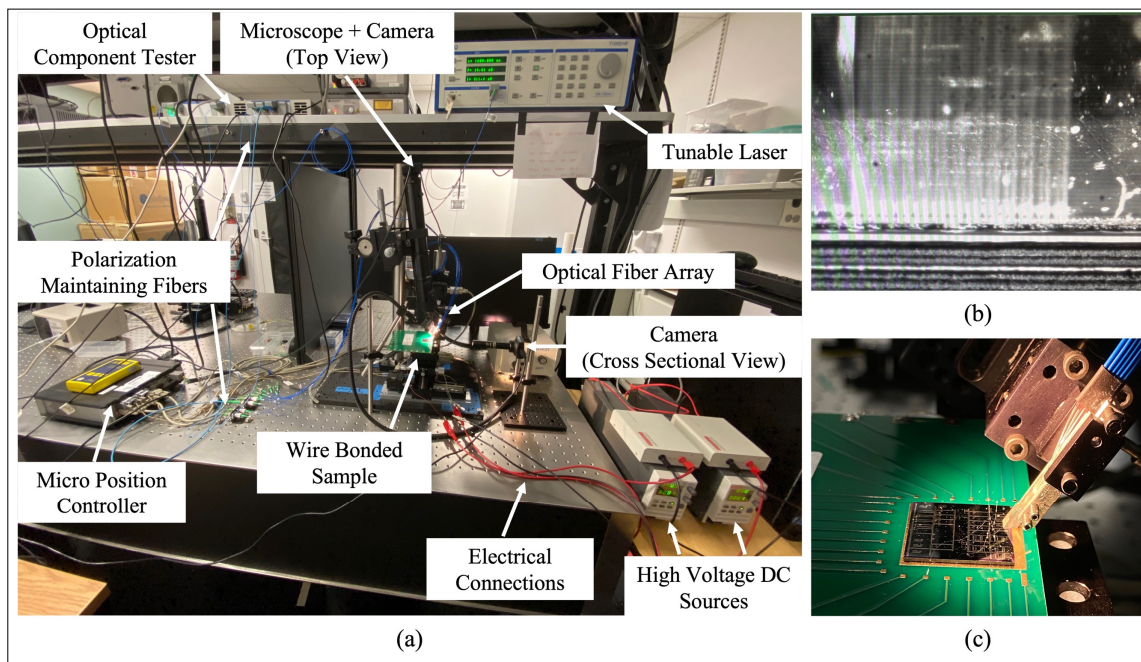 Optical
Component Tester
Microscope + Camera
(Top View)
Tunable Laser
Polarization
Maintaining Fibers
Optical Fiber Array
Camera
(Cross Sectional View)
Wire Bonded
Sample
Micro Position
Controller
Electrical
Connections
High Voltage DC
Sources
(a)
(b)
(c)